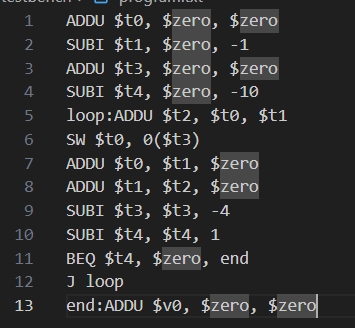 testbench
1 ADDU $t0, $zero, $zero
2 SUBI $t1, $zero, -1
3 ADDU $t3, $zero, $zero
4 SUBI $t4, $zero, -10
5 loop:ADDU $t2, $t0, $t1
6 SW $t0, 0($t3)
7 ADDU $t0, $t1, $zero
8 ADDU $t1, $t2, $zero
9 SUBI $t3, $t3, -4
10 SUBI $t4, $t4, 1
11 BEQ $t4, $zero, end
12 J loop
13 end:ADDU $v0, $zero, $zero